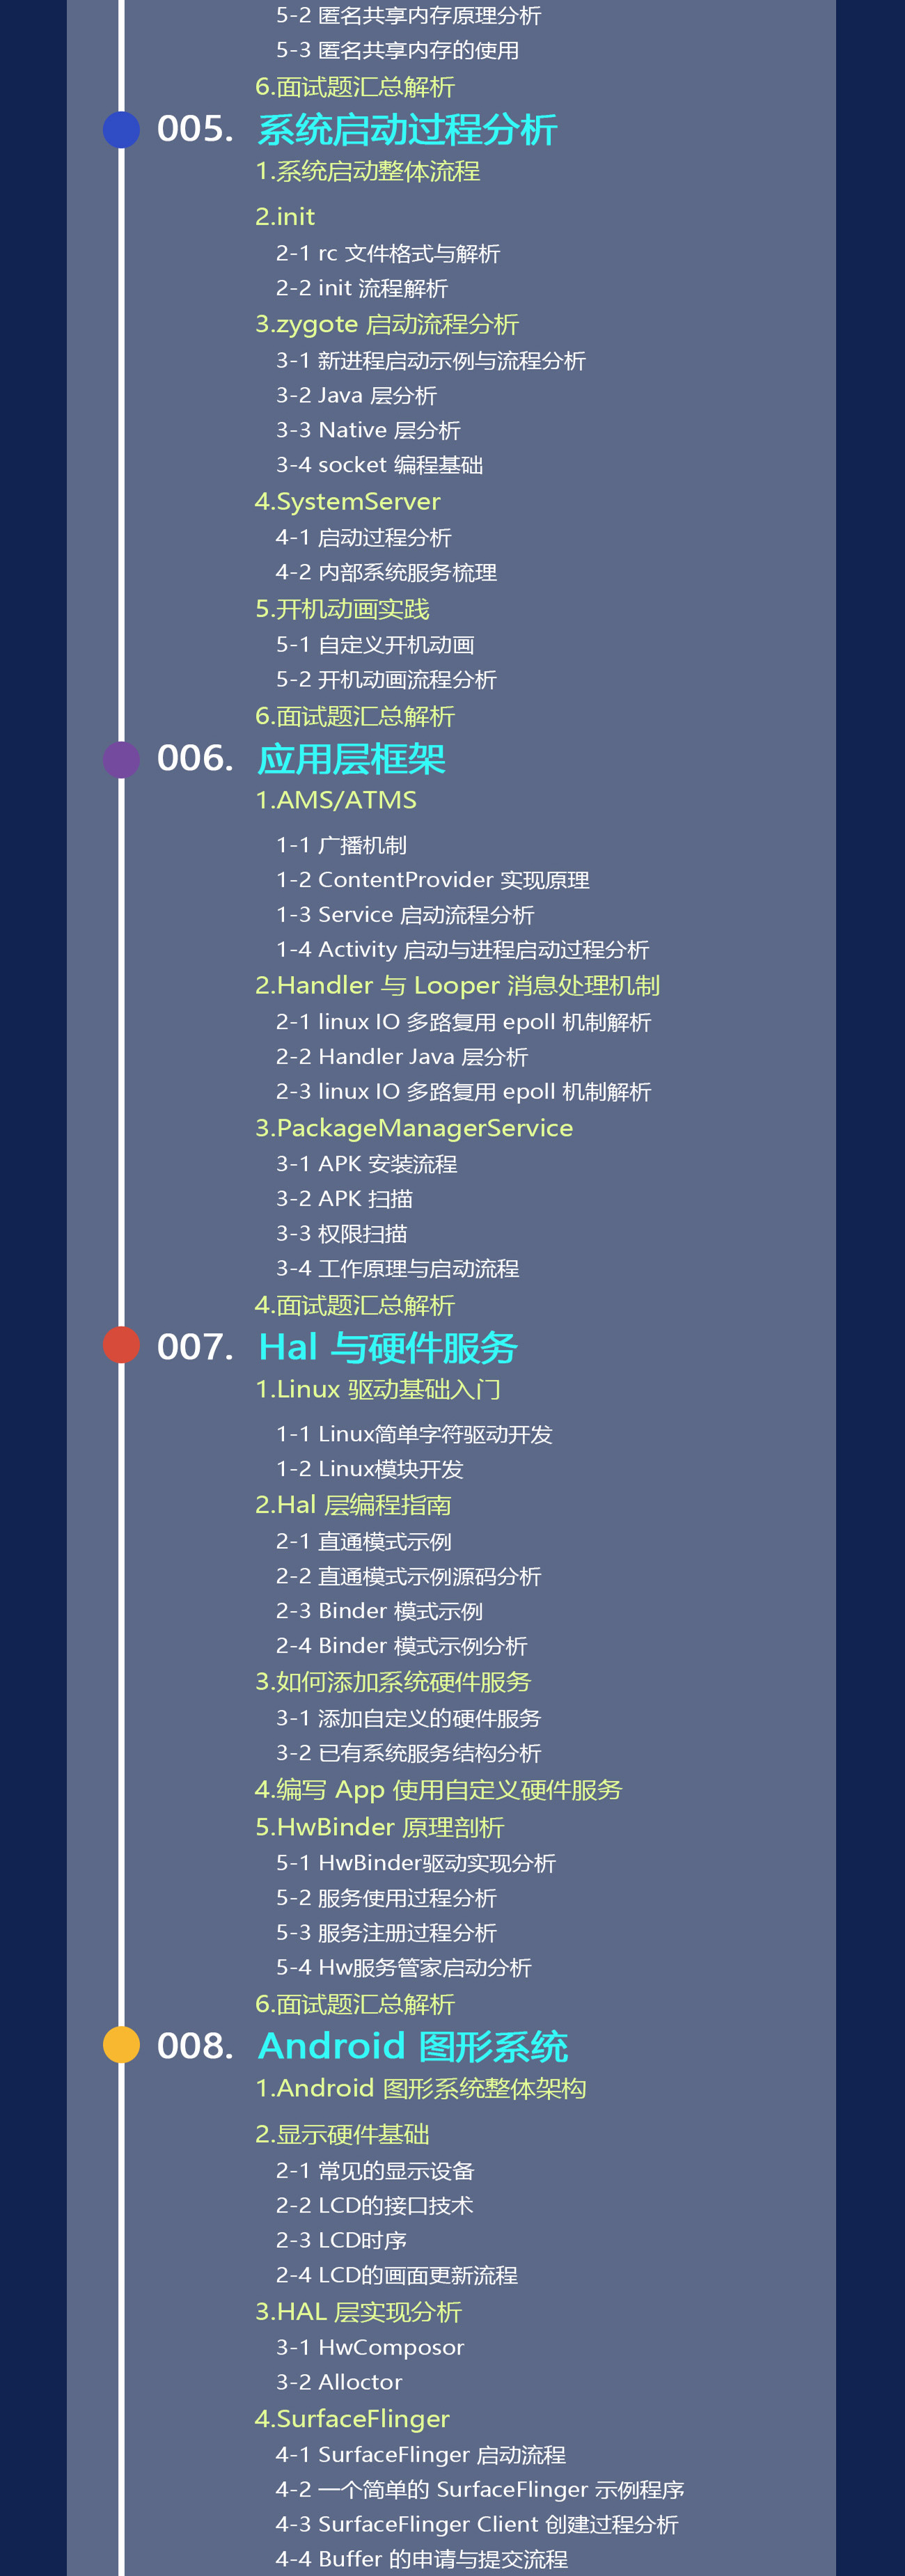 5-2 匿名共享内存原理分析
5-3 匿名共享内存的使用
6.面试题汇总解析
005. 系统启动过程分析
1.系统启动整体流程
2.init
2-1 rc 文件格式与解析
2-2 init 流程解析
3.zygote 启动流程分析
3-1 新进程启动示例与流程分析
3-2 Java 层分析
3-3 Native 层分析
3-4 socket 编程基础
4.SystemServer
4-1 启动过程分析
4-2 内部系统服务梳理
5.开机动画实践
5-1 自定义开机动画
5-2 开机动画流程分析
6.面试题汇总解析
006. 应用层框架
1.AMS/ATMS
1-1 广播机制
1-2 ContentProvider 实现原理
1-3 Service 启动流程分析
1-4 Activity 启动与进程启动过程分析
2.Handler 与 Looper 消息处理机制
2-1 linux IO 多路复用 epoll 机制解析
2-2 Handler Java 层分析
2-3 linux IO 多路复用 epoll 机制解析
3.PackageManagerService
3-1 APK 安装流程
3-2 APK 扫描
3-3 权限扫描
3-4 工作原理与启动流程
4.面试题汇总解析
007. Hal 与硬件服务
1.Linux 驱动基础入门
1-1 Linux简单字符驱动开发
1-2 Linux模块开发
2.Hal 层编程指南
2-1 直通模式示例
2-2 直通模式示例源码分析
2-3 Binder 模式示例
2-4 Binder 模式示例分析
3.如何添加系统硬件服务
3-1 添加自定义的硬件服务
3-2 已有系统服务结构分析
4.编写 App 使用自定义硬件服务
5.HwBinder 原理剖析
5-1 HwBinder驱动实现分析
5-2 服务使用过程分析
5-3 服务注册过程分析
5-4 Hw服务管家启动分析
6.面试题汇总解析
008. Android 图形系统
1.Android 图形系统整体架构
2.显示硬件基础
2-1 常见的显示设备
2-2 LCD的接口技术
2-3 LCD时序
2-4 LCD的画面更新流程
3.HAL 层实现分析
3-1 HwComposor
3-2 Alloctor
4.SurfaceFlinger
4-1 SurfaceFlinger 启动流程
4-2 一个简单的 SurfaceFlinger 示例程序
4-3 SurfaceFlinger Client 创建过程分析
4-4 Buffer 的申请与提交流程